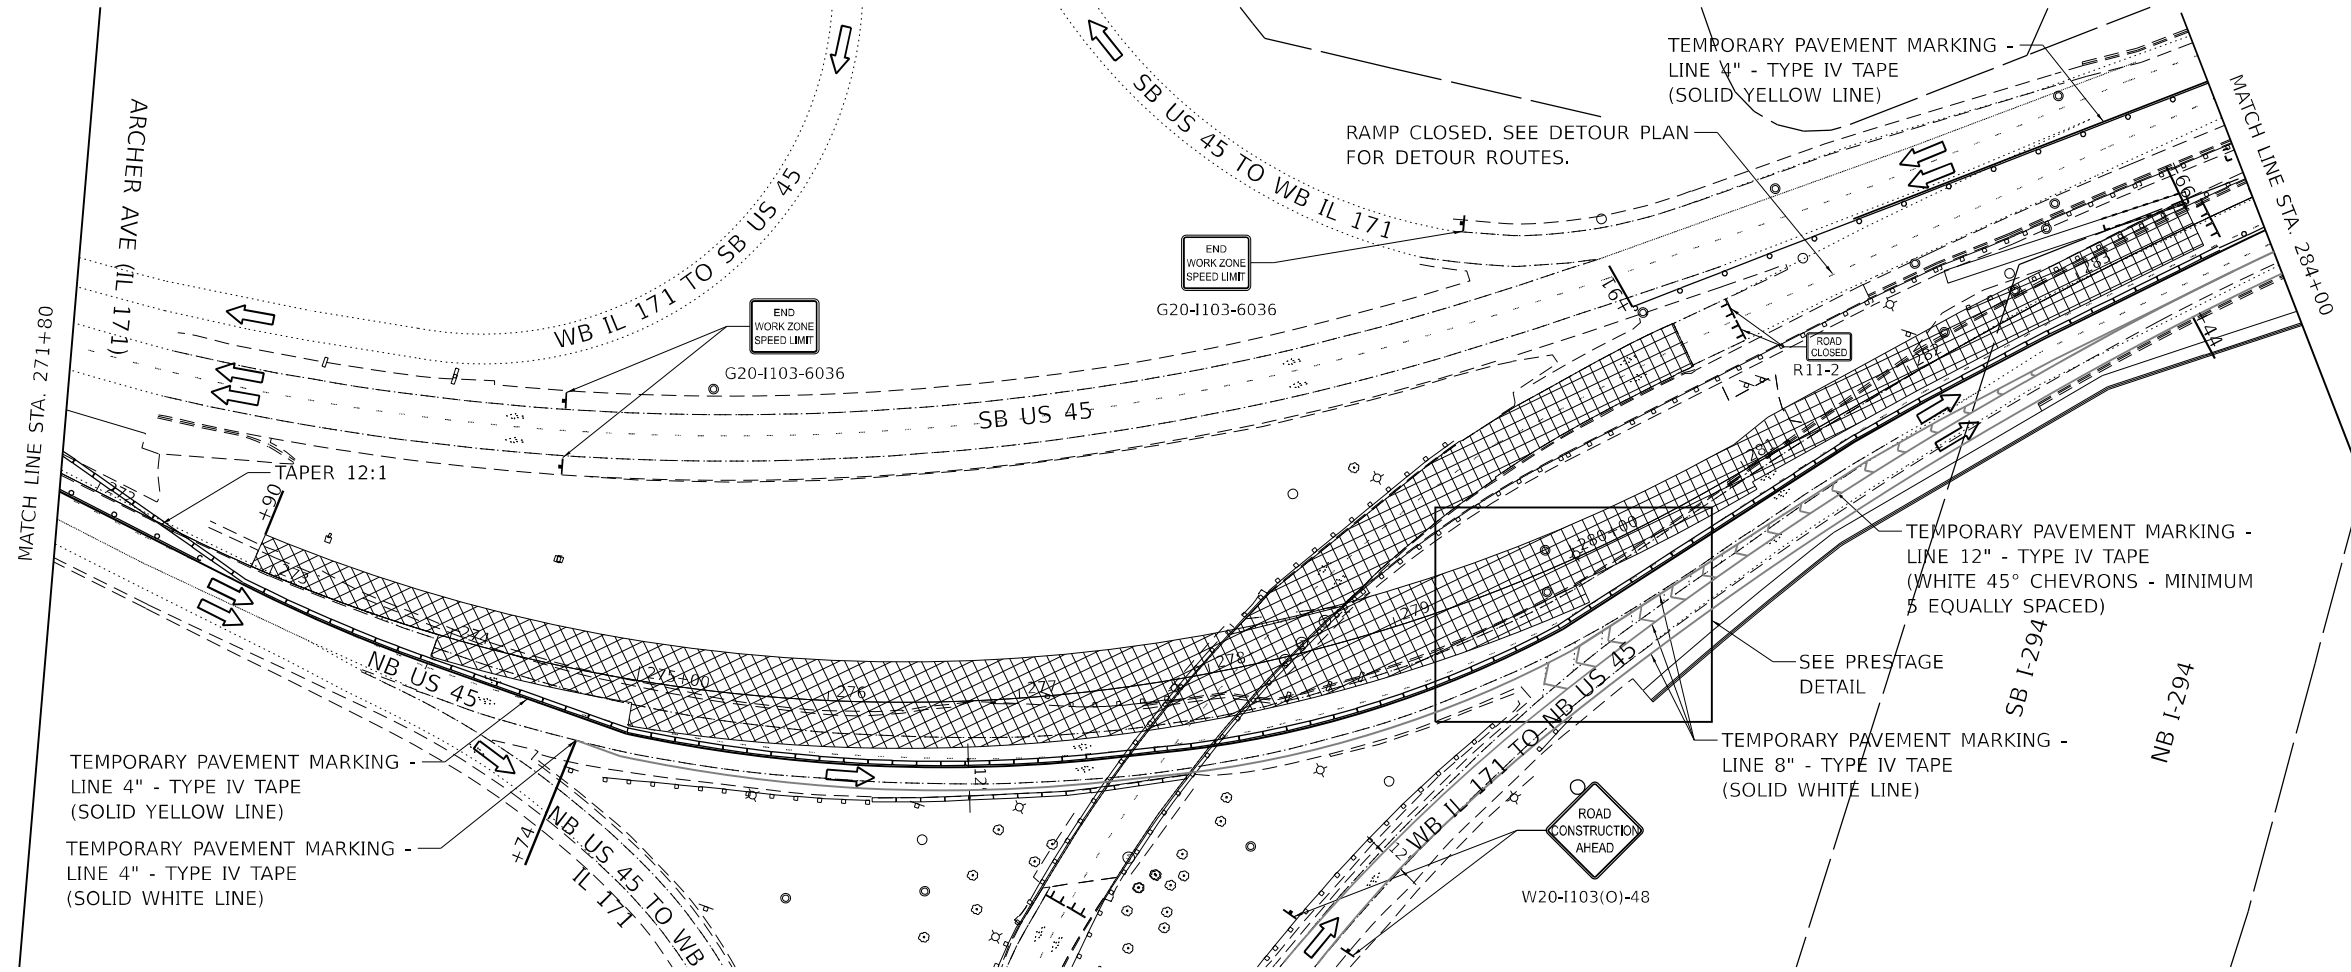 TEMPORARY PAVEMENT MARKING -
LINE 4" - TYPE IV TAPE
(SOLID YELLOW LINE)
RAMP CLOSED. SEE DETOUR PLAN
FOR DETOUR ROUTES.
MATCH LINE STA. 284+00
ARCHER AVE (IL 171)
MATCH LINE STA. 271+80
WB IL 171 TO SB US 45
SB US 45 TO WB IL 171
END
WORK ZONE
SPEED LIMIT
G20-I103-6036
END
WORK ZONE
SPEED LIMIT
G20-I103-6036
SB US 45
+91
+66
+44
ROAD
CLOSED
R11-2
TAPER 12:1
+90
272
273
274
275+00
276
277
278
279
280+00
281
282
283
NB US 45
TEMPORARY PAVEMENT MARKING -
LINE 12" - TYPE IV TAPE
(WHITE 45° CHEVRONS - MINIMUM
5 EQUALLY SPACED)
SEE PRESTAGE
DETAIL
SB I-294
NB I-294
TEMPORARY PAVEMENT MARKING -
LINE 8" - TYPE IV TAPE
(SOLID WHITE LINE)
TEMPORARY PAVEMENT MARKING -
LINE 4" - TYPE IV TAPE
(SOLID YELLOW LINE)
TEMPORARY PAVEMENT MARKING -
LINE 4" - TYPE IV TAPE
(SOLID WHITE LINE)
+74
12'
12'
NB US 45 TO WB
IL 171
WB IL 171 TO NB US 45
ROAD
CONSTRUCTION
AHEAD
W20-I103(O)-48